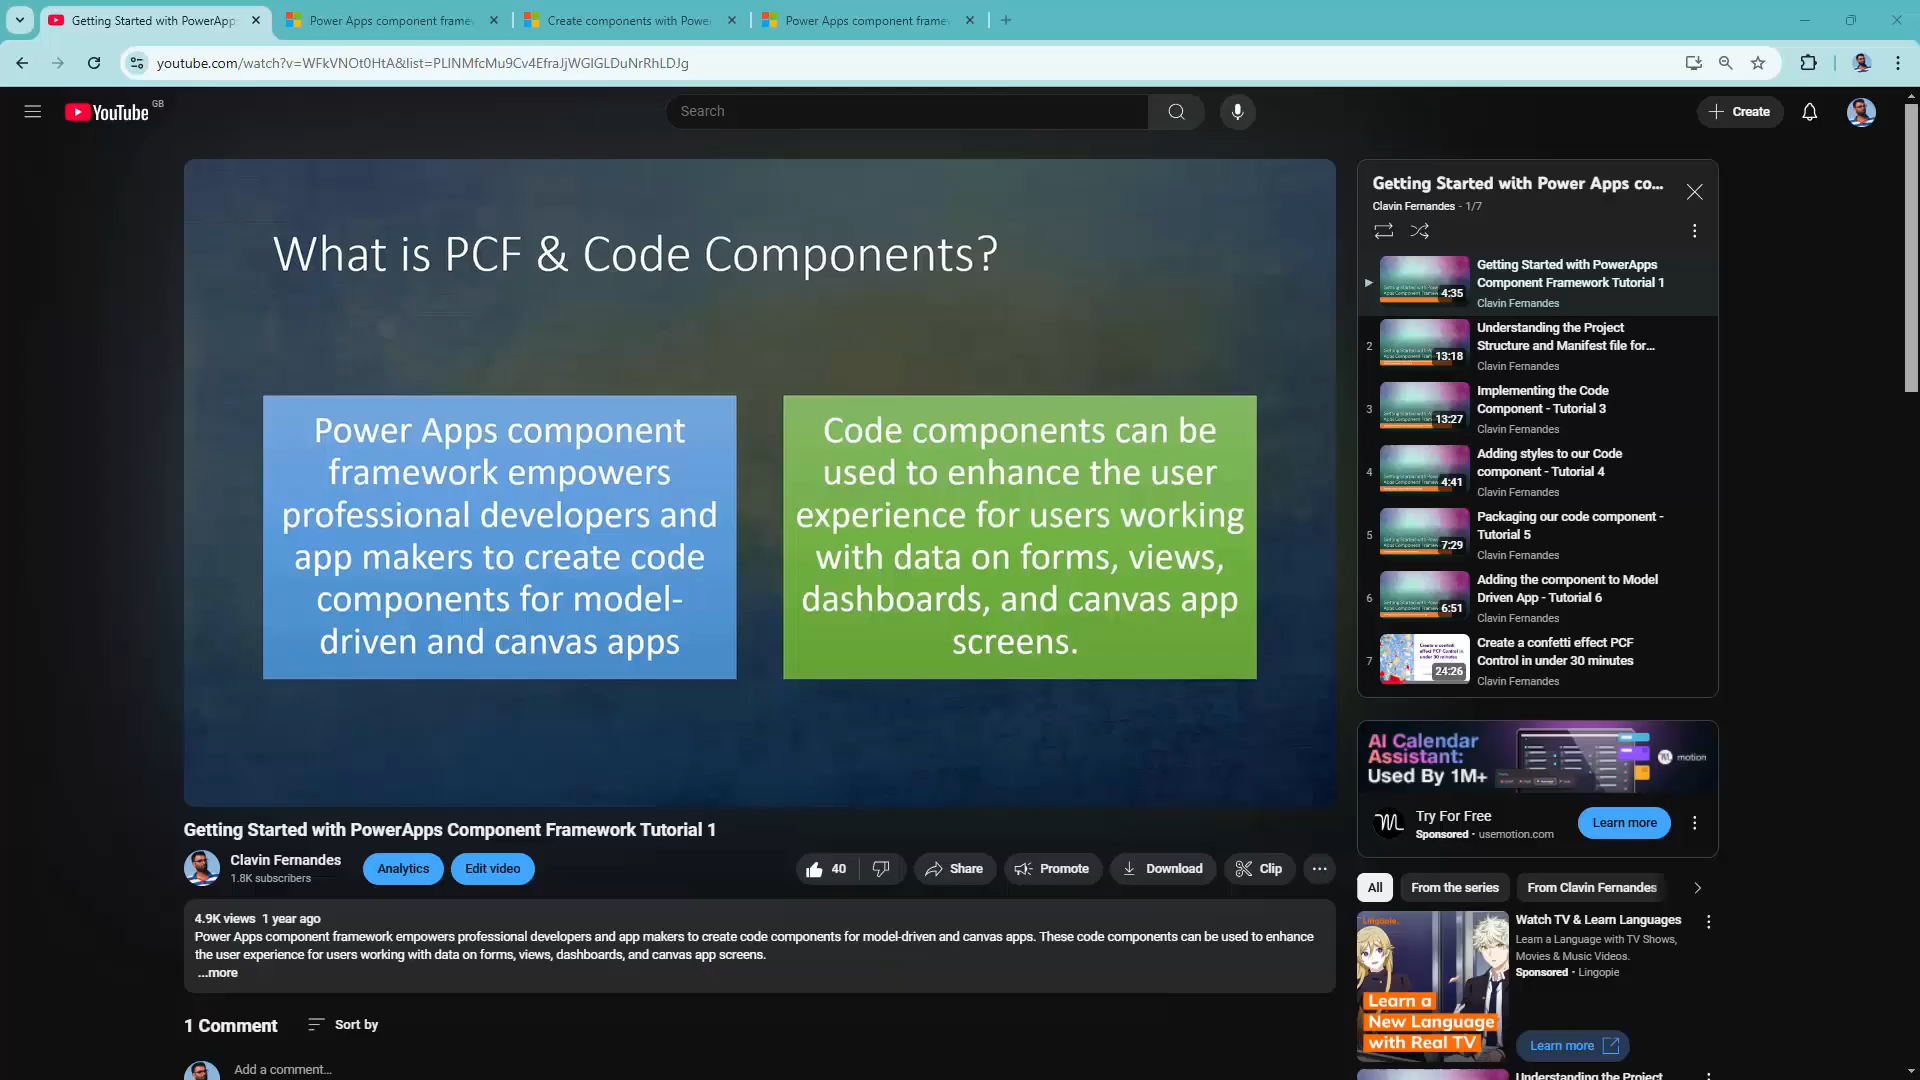 Getting Started with PowerApps
Power Apps component frame
Create components with Powe
Power Apps component frame
youtube.com/watch?v=WFkVNOt0HtA&list=PLlNMfcMu9Cv4EfraJjWGlGLDuNrRhLDJg
YouTube GB
Search
Create
What is PCF & Code Components?
Power Apps component
framework empowers
professional developers and
app makers to create code
components for model-
driven and canvas apps
Code components can be
used to enhance the user
experience for users working
with data on forms, views,
dashboards, and canvas app
screens.
Getting Started with PowerApps Component Framework Tutorial 1
Clavin Fernandes
1.8K subscribers
Analytics
Edit video
40
Share
Promote
Download
Clip
4.9K views 1 year ago
Power Apps component framework empowers professional developers and app makers to create code components for model-driven and canvas apps. These code components can be used to enhance
the user experience for users working with data on forms, views, dashboards, and canvas app screens.
...more
1 Comment
Sort by
Add a comment...
Getting Started with Power Apps co...
Clavin Fernandes - 1/7
Getting Started with PowerApps
Component Framework Tutorial 1
4:35
Clavin Fernandes
2
Understanding the Project
Structure and Manifest file for...
13:18
Clavin Fernandes
3
Implementing the Code
Component - Tutorial 3
13:27
Clavin Fernandes
4
Adding styles to our Code
component - Tutorial 4
4:41
Clavin Fernandes
5
Packaging our code component -
Tutorial 5
7:29
Clavin Fernandes
6
Adding the component to Model
Driven App - Tutorial 6
6:51
Clavin Fernandes
7
Create a confetti effect PCF
Control in under 30 minutes
24:26
Clavin Fernandes
AI Calendar
Assistant:
Used By 1M+
motion
Try For Free
Sponsored · usemotion.com
Learn more
All
From the series
From Clavin Fernandes
Lingopie
Learn a
New Language
with Real TV
Watch TV & Learn Languages
Learn a Language with TV Shows,
Movies & Music Videos.
Sponsored · Lingopie
Learn more
Understanding the Project